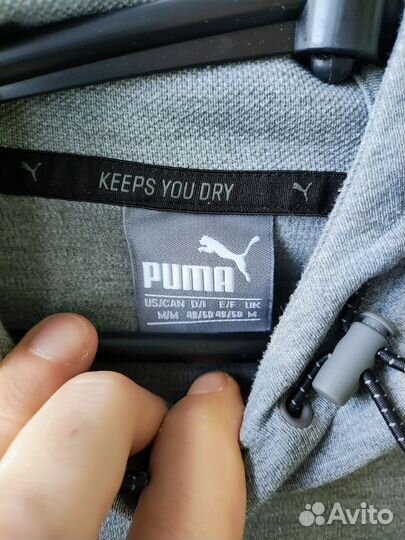 KEEPS YOU DRY
PUMA
US/CAN D/I E/F UK
M/M 48/50 48/50 M
Avito